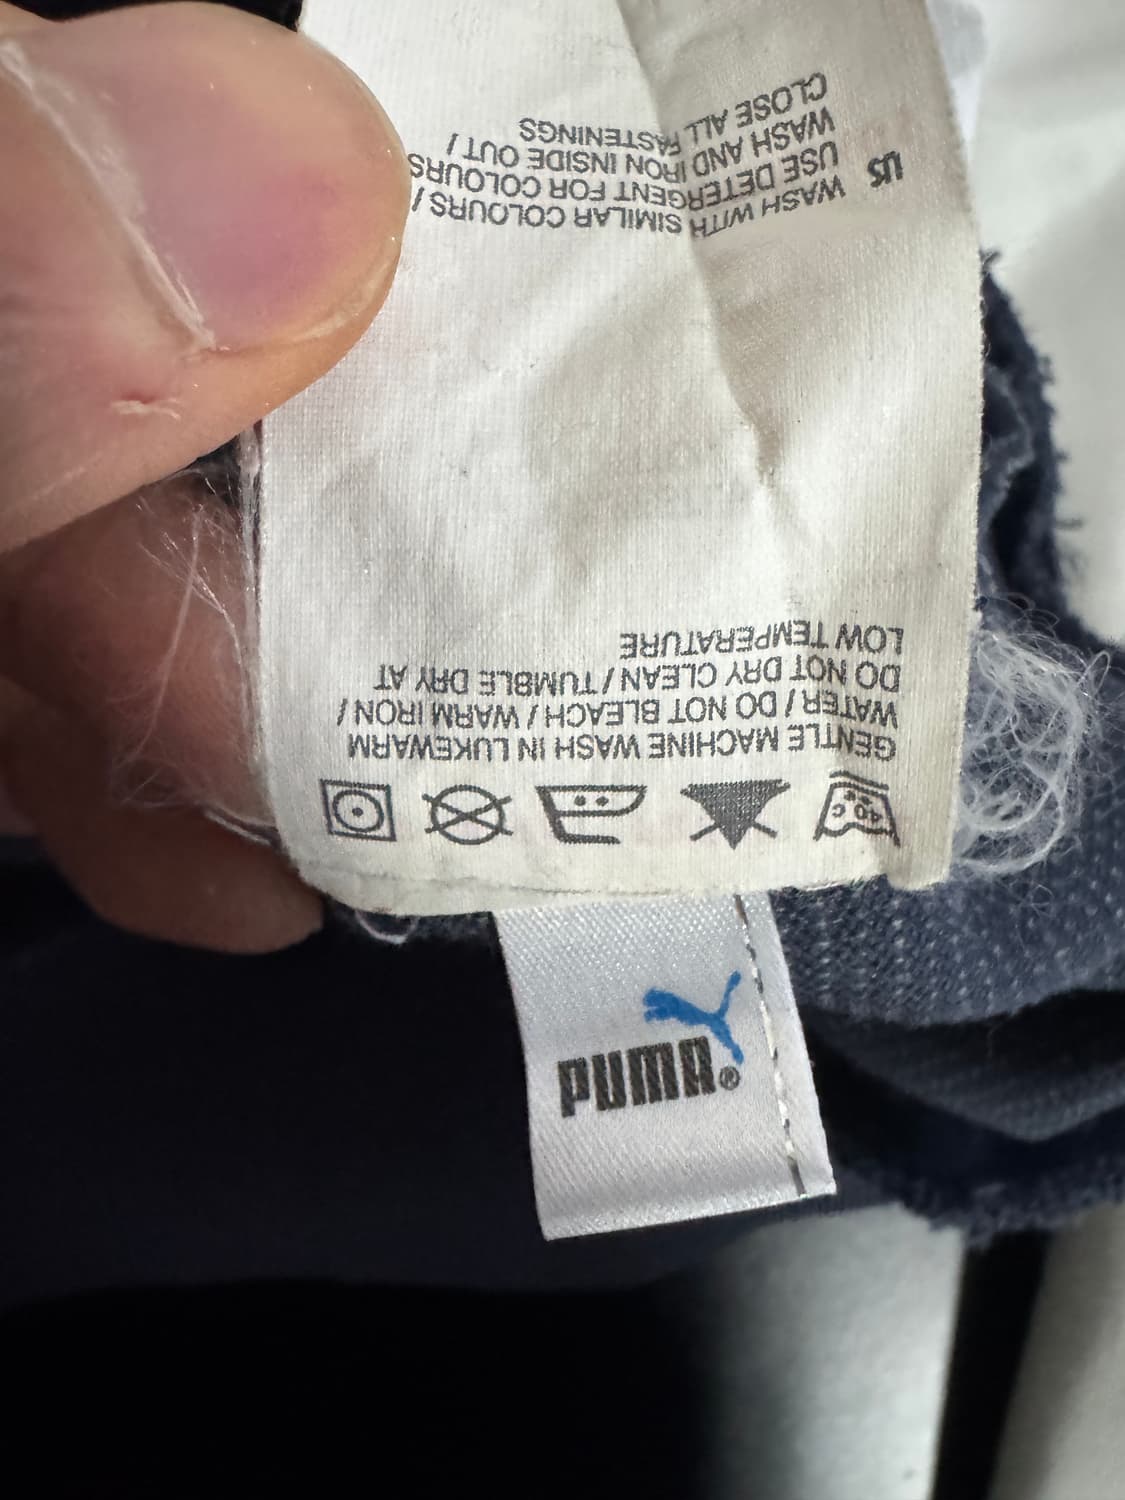 40°C
GENTLE MACHINE WASH IN LUKEWARM
WATER / DO NOT BLEACH / WARM IRON /
DO NOT DRY CLEAN / TUMBLE DRY AT
LOW TEMPERATURE
US
WASH WITH SIMILAR COLOURS /
USE DETERGENT FOR COLOURS
WASH AND IRON INSIDE OUT /
CLOSE ALL FASTENINGS
PUMA®